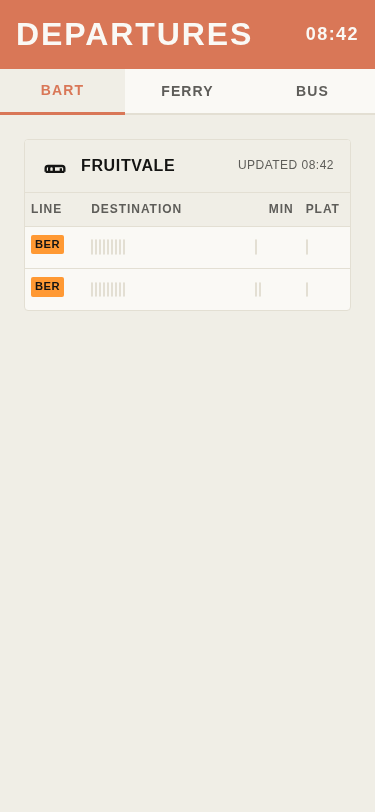 DEPARTURES 08:42
BART FERRY BUS
FRUITVALE UPDATED 08:42
LINE DESTINATION MIN PLAT
BER
BER